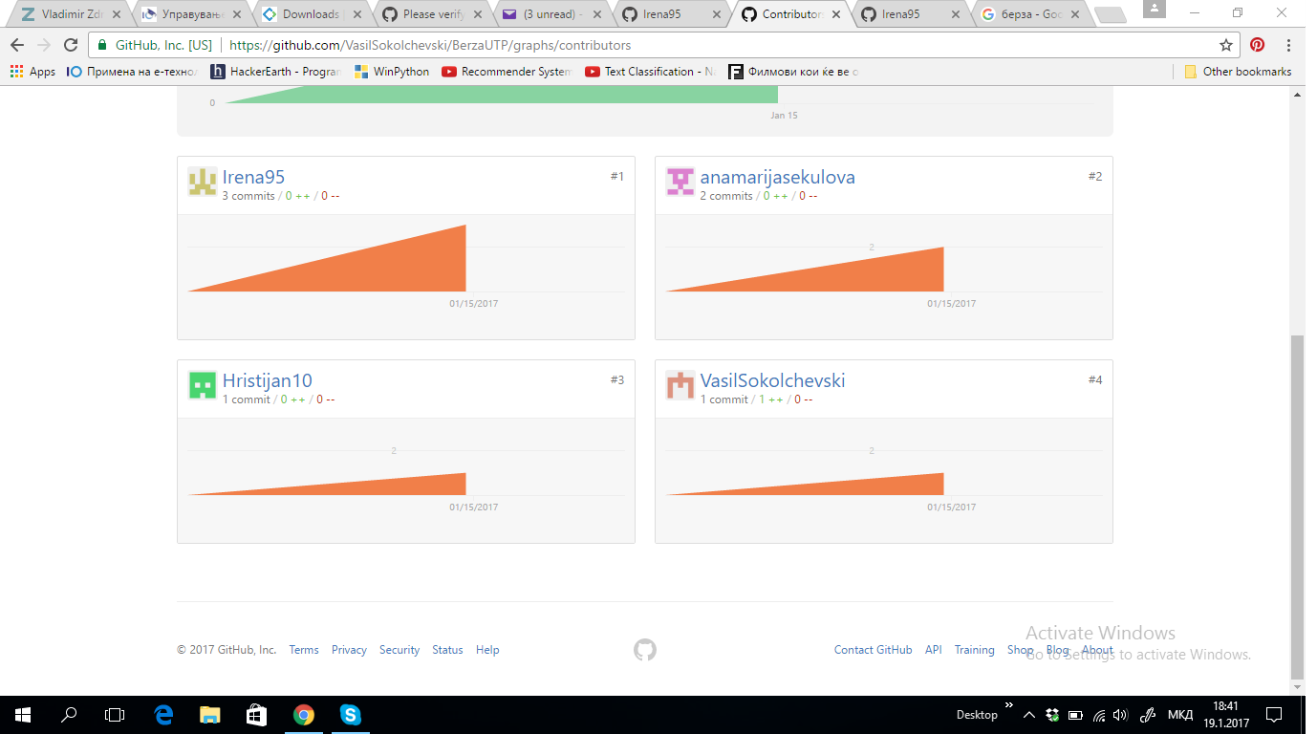 Vladimir Zdr
Управувањ
Downloads
Please verify
(3 unread) -
Irena95
Contributor
Irena95
берза - Goo
GitHub, Inc. [US]
https://github.com/VasilSokolchevski/BerzaUTP/graphs/contributors
Apps
Примена на е-технол
HackerEarth - Program
WinPython
Recommender System
Text Classification - Na
Филмови кои ќе ве о
Other bookmarks
0
Jan 15
Irena95 #1
3 commits / 0 ++ / 0 --
01/15/2017
anamarijasekulova #2
2 commits / 0 ++ / 0 --
2
01/15/2017
Hristijan10 #3
1 commit / 0 ++ / 0 --
2
01/15/2017
VasilSokolchevski #4
1 commit / 1 ++ / 0 --
2
01/15/2017
© 2017 GitHub, Inc. Terms Privacy Security Status Help
Contact GitHub API Training Shop Blog About
Activate Windows
Go to Settings to activate Windows.
Desktop
МКД
18:41
19.1.2017